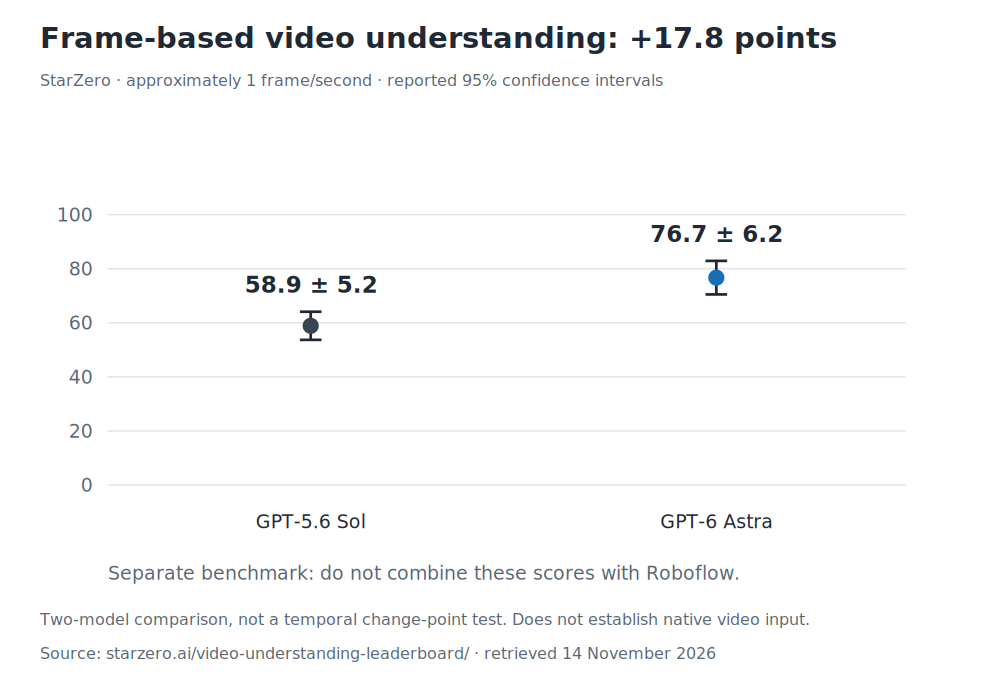 Frame-based video understanding: +17.8 points
StarZero · approximately 1 frame/second · reported 95% confidence intervals
100
80
60
40
20
0
58.9 ± 5.2
76.7 ± 6.2
GPT-5.6 Sol
GPT-6 Astra
Separate benchmark: do not combine these scores with Roboflow.
Two-model comparison, not a temporal change-point test. Does not establish native video input.
Source: starzero.ai/video-understanding-leaderboard/ · retrieved 14 November 2026